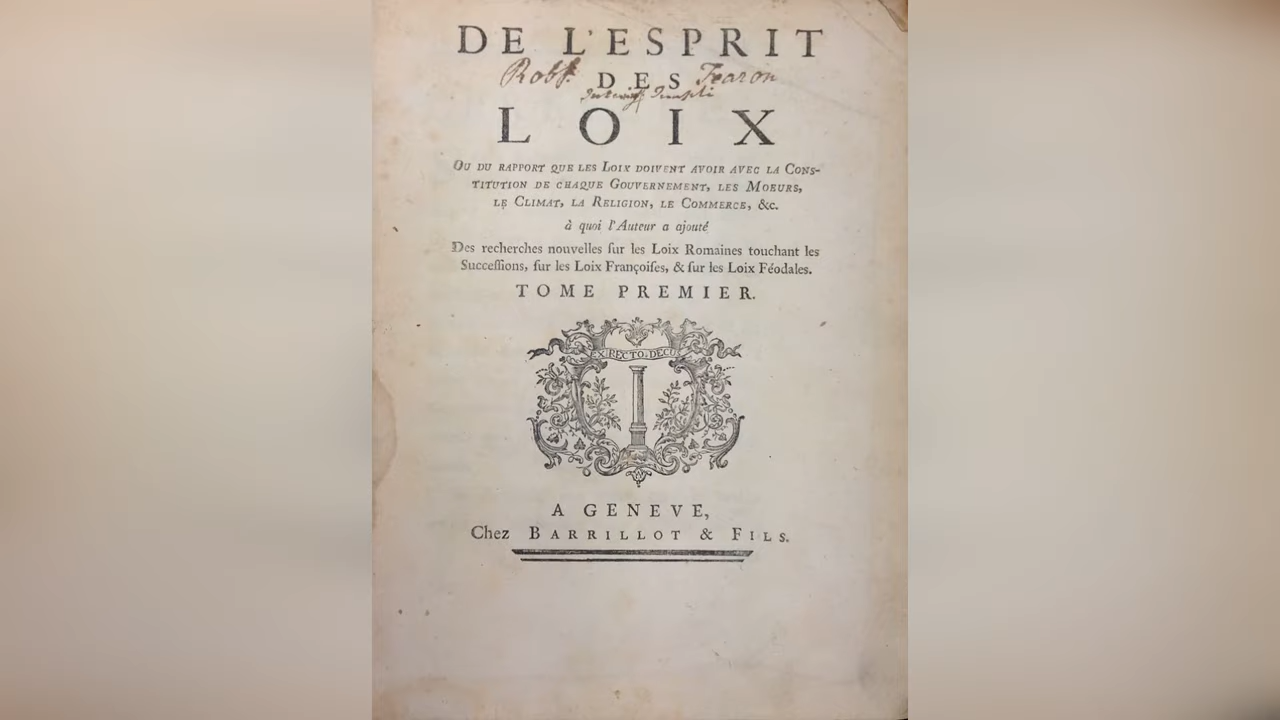 DE L'ESPRIT
Robt. DES Fearon
LOIX
OU DU RAPPORT QUE LES LOIX DOIVENT AVOIR AVEC LA CONS-
TITUTION DE CHAQUE GOUVERNEMENT, LES MOEURS,
LE CLIMAT, LA RELIGION, LE COMMERCE, &c.
à quoi l'Auteur a ajouté
Des recherches nouvelles ſur les Loix Romaines touchant les
Succeſſions, ſur les Loix Françoiſes, & ſur les Loix Féodales.
TOME PREMIER.
EX RECTO DECUS
A GENEVE,
Chez BARRILLOT & FILS.